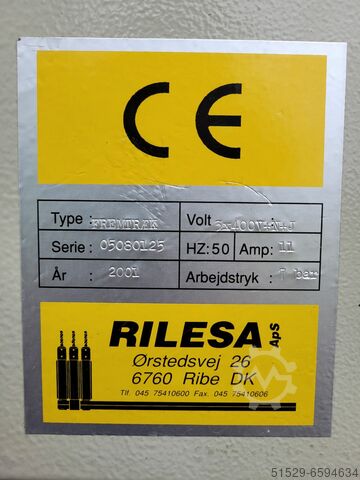 CE
Type : FREMTRÆK Volt : 3x400V+N+J
Serie : 05080125 HZ: 50 Amp: 11
År : 2001 Arbejdstryk : 7 bar
RILESA ApS
Ørstedsvej 26
6760 Ribe DK
Tlf. 045 75410600 Fax. 045 75410606
51529-6594634